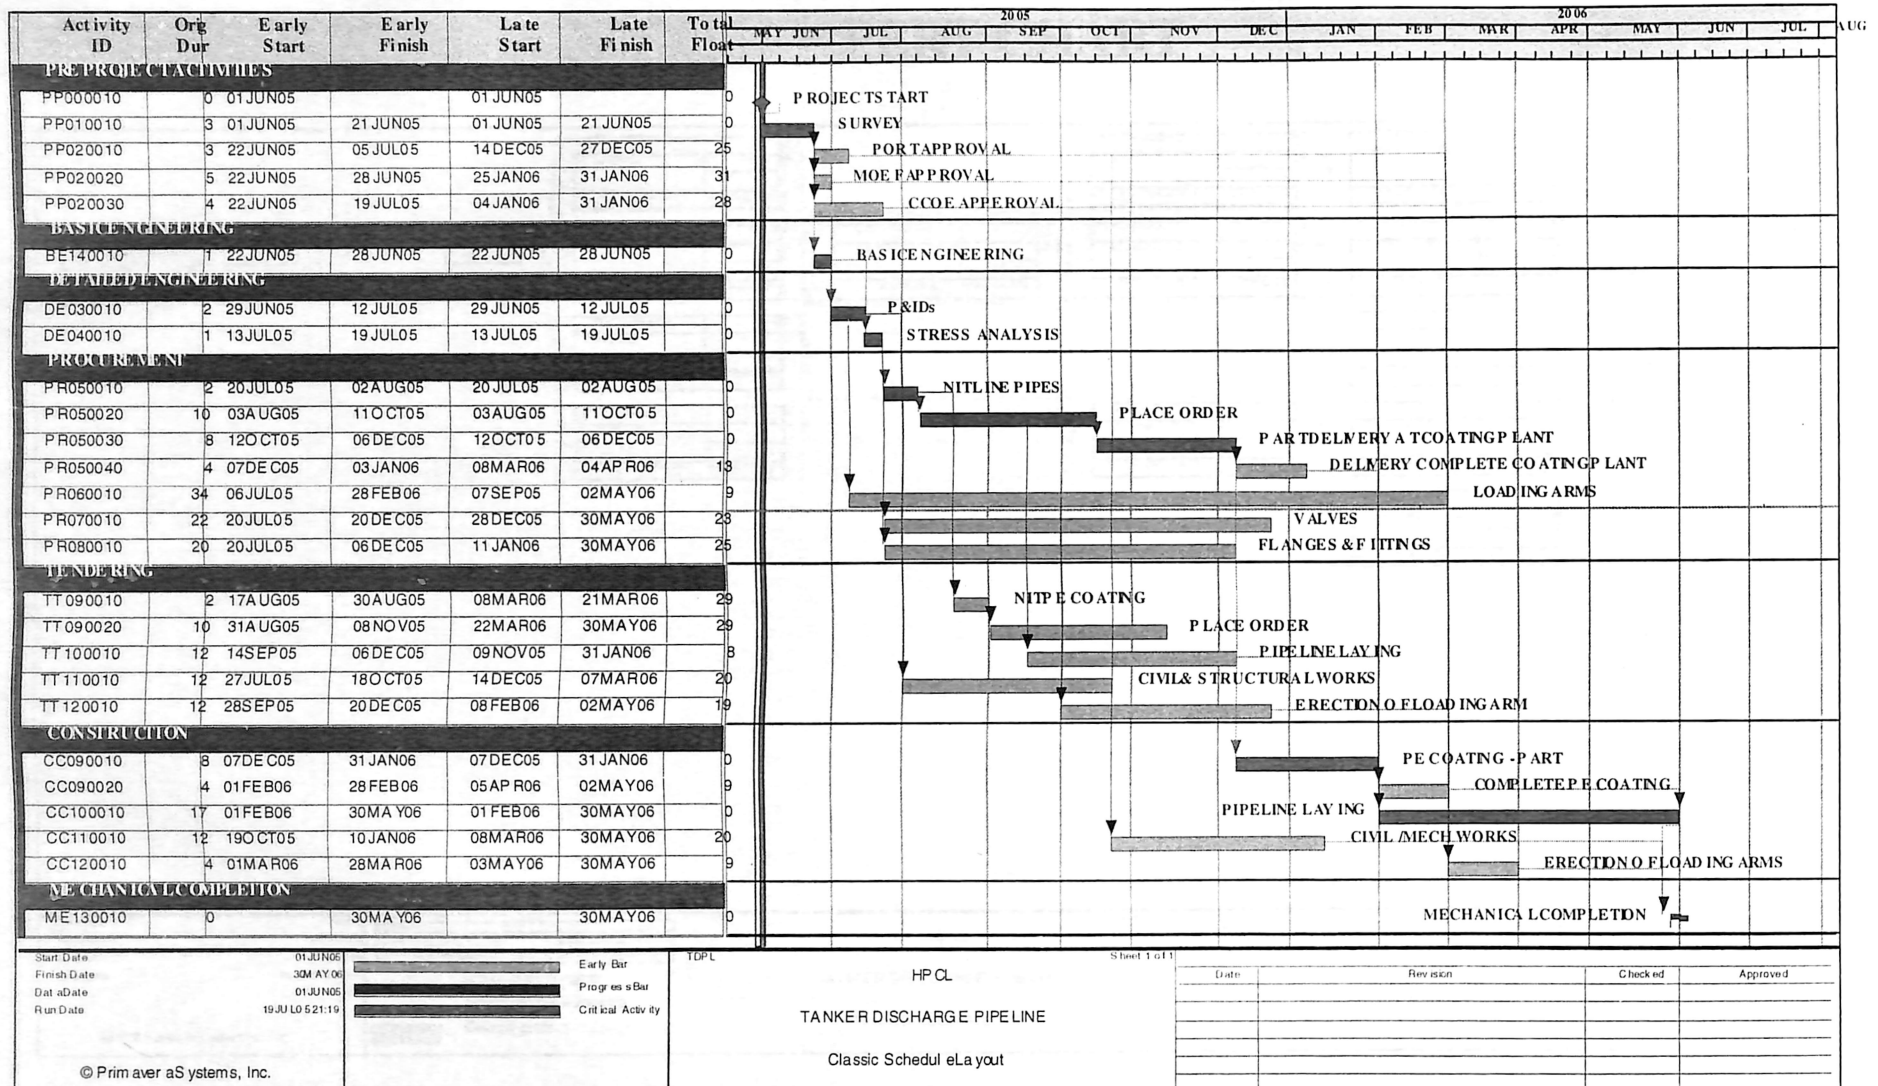 Activity ID Orig Dur Early Start Early Finish Late Start Late Finish Total Float
2005 2006
MAY JUN JUL AUG SEP OCT NOV DEC JAN FEB MAR APR MAY JUN JUL AUG
PREPROJECT ACTIVITIES
PP000010 0 01JUN05 01JUN05 0 PROJECT START
PP010010 3 01JUN05 21JUN05 01JUN05 21JUN05 0 SURVEY
PP020010 3 22JUN05 05JUL05 14DEC05 27DEC05 25 PORT APPROVAL
PP020020 5 22JUN05 28JUN05 25JAN06 31JAN06 31 MOEF APPROVAL
PP020030 4 22JUN05 19JUL05 04JAN06 31JAN06 28 CCOE APPEROVAL
BASIC ENGINEERING
BE140010 1 22JUN05 28JUN05 22JUN05 28JUN05 0 BASIC ENGINEERING
DETAILED ENGINEERING
DE030010 2 29JUN05 12JUL05 29JUN05 12JUL05 0 P&IDs
DE040010 1 13JUL05 19JUL05 13JUL05 19JUL05 0 STRESS ANALYSIS
PROCUREMENT
PR050010 2 20JUL05 02AUG05 20JUL05 02AUG05 0 NIT LINE PIPES
PR050020 10 03AUG05 11OCT05 03AUG05 11OCT05 0 PLACE ORDER
PR050030 8 12OCT05 06DEC05 12OCT05 06DEC05 0 PART DELIVERY AT COATING PLANT
PR050040 4 07DEC05 03JAN06 08MAR06 04APR06 13 DELIVERY COMPLETE COATING PLANT
PR060010 34 06JUL05 28FEB06 07SEP05 02MAY06 9 LOADING ARMS
PR070010 22 20JUL05 20DEC05 28DEC05 30MAY06 23 VALVES
PR080010 20 20JUL05 06DEC05 11JAN06 30MAY06 25 FLANGES & FITTINGS
TENDERING
TT090010 2 17AUG05 30AUG05 08MAR06 21MAR06 29 NIT PE COATING
TT090020 10 31AUG05 08NOV05 22MAR06 30MAY06 29 PLACE ORDER
TT100010 12 14SEP05 06DEC05 09NOV05 31JAN06 8 PIPELINE LAYING
TT110010 12 27JUL05 18OCT05 14DEC05 07MAR06 20 CIVIL & STRUCTURAL WORKS
TT120010 12 28SEP05 20DEC05 08FEB06 02MAY06 19 ERECTION OF LOADING ARM
CONSTRUCTION
CC090010 8 07DEC05 31JAN06 07DEC05 31JAN06 0 PE COATING - PART
CC090020 4 01FEB06 28FEB06 05APR06 02MAY06 9 COMPLETE PE COATING
CC100010 17 01FEB06 30MAY06 01FEB06 30MAY06 0 PIPELINE LAYING
CC110010 12 19OCT05 10JAN06 08MAR06 30MAY06 20 CIVIL / MECH WORKS
CC120010 4 01MAR06 28MAR06 03MAY06 30MAY06 9 ERECTION OF LOADING ARMS
MECHANICAL COMPLETION
ME130010 0 30MAY06 30MAY06 0 MECHANICAL COMPLETION
Start Date 01JUN05
Finish Date 30MAY06
Data Date 01JUN05
Run Date 19JUL05 21:19
© Primavera Systems, Inc.
Early Bar
Progress Bar
Critical Activity
TDPL
Sheet 1 of 1
HPCL
TANKER DISCHARGE PIPELINE
Classic Schedule Layout
Date Revision Checked Approved